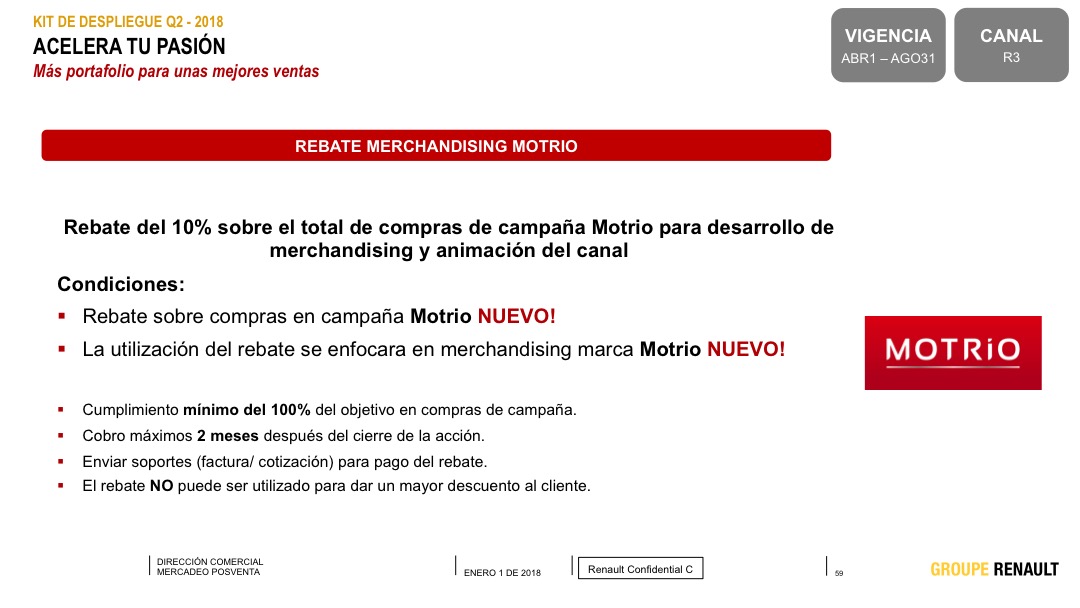 KIT DE DESPLIEGUE Q2 - 2018
ACELERA TU PASIÓN
Más portafolio para unas mejores ventas
VIGENCIA
ABR1 – AGO31
CANAL
R3
REBATE MERCHANDISING MOTRIO
Rebate del 10% sobre el total de compras de campaña Motrio para desarrollo de
merchandising y animación del canal
Condiciones:
▪ Rebate sobre compras en campaña Motrio NUEVO!
▪ La utilización del rebate se enfocara en merchandising marca Motrio NUEVO!
MOTRiO
▪ Cumplimiento mínimo del 100% del objetivo en compras de campaña.
▪ Cobro máximos 2 meses después del cierre de la acción.
▪ Enviar soportes (factura/ cotización) para pago del rebate.
▪ El rebate NO puede ser utilizado para dar un mayor descuento al cliente.
DIRECCIÓN COMERCIAL
MERCADEO POSVENTA
ENERO 1 DE 2018
Renault Confidential C
59
GROUPE RENAULT